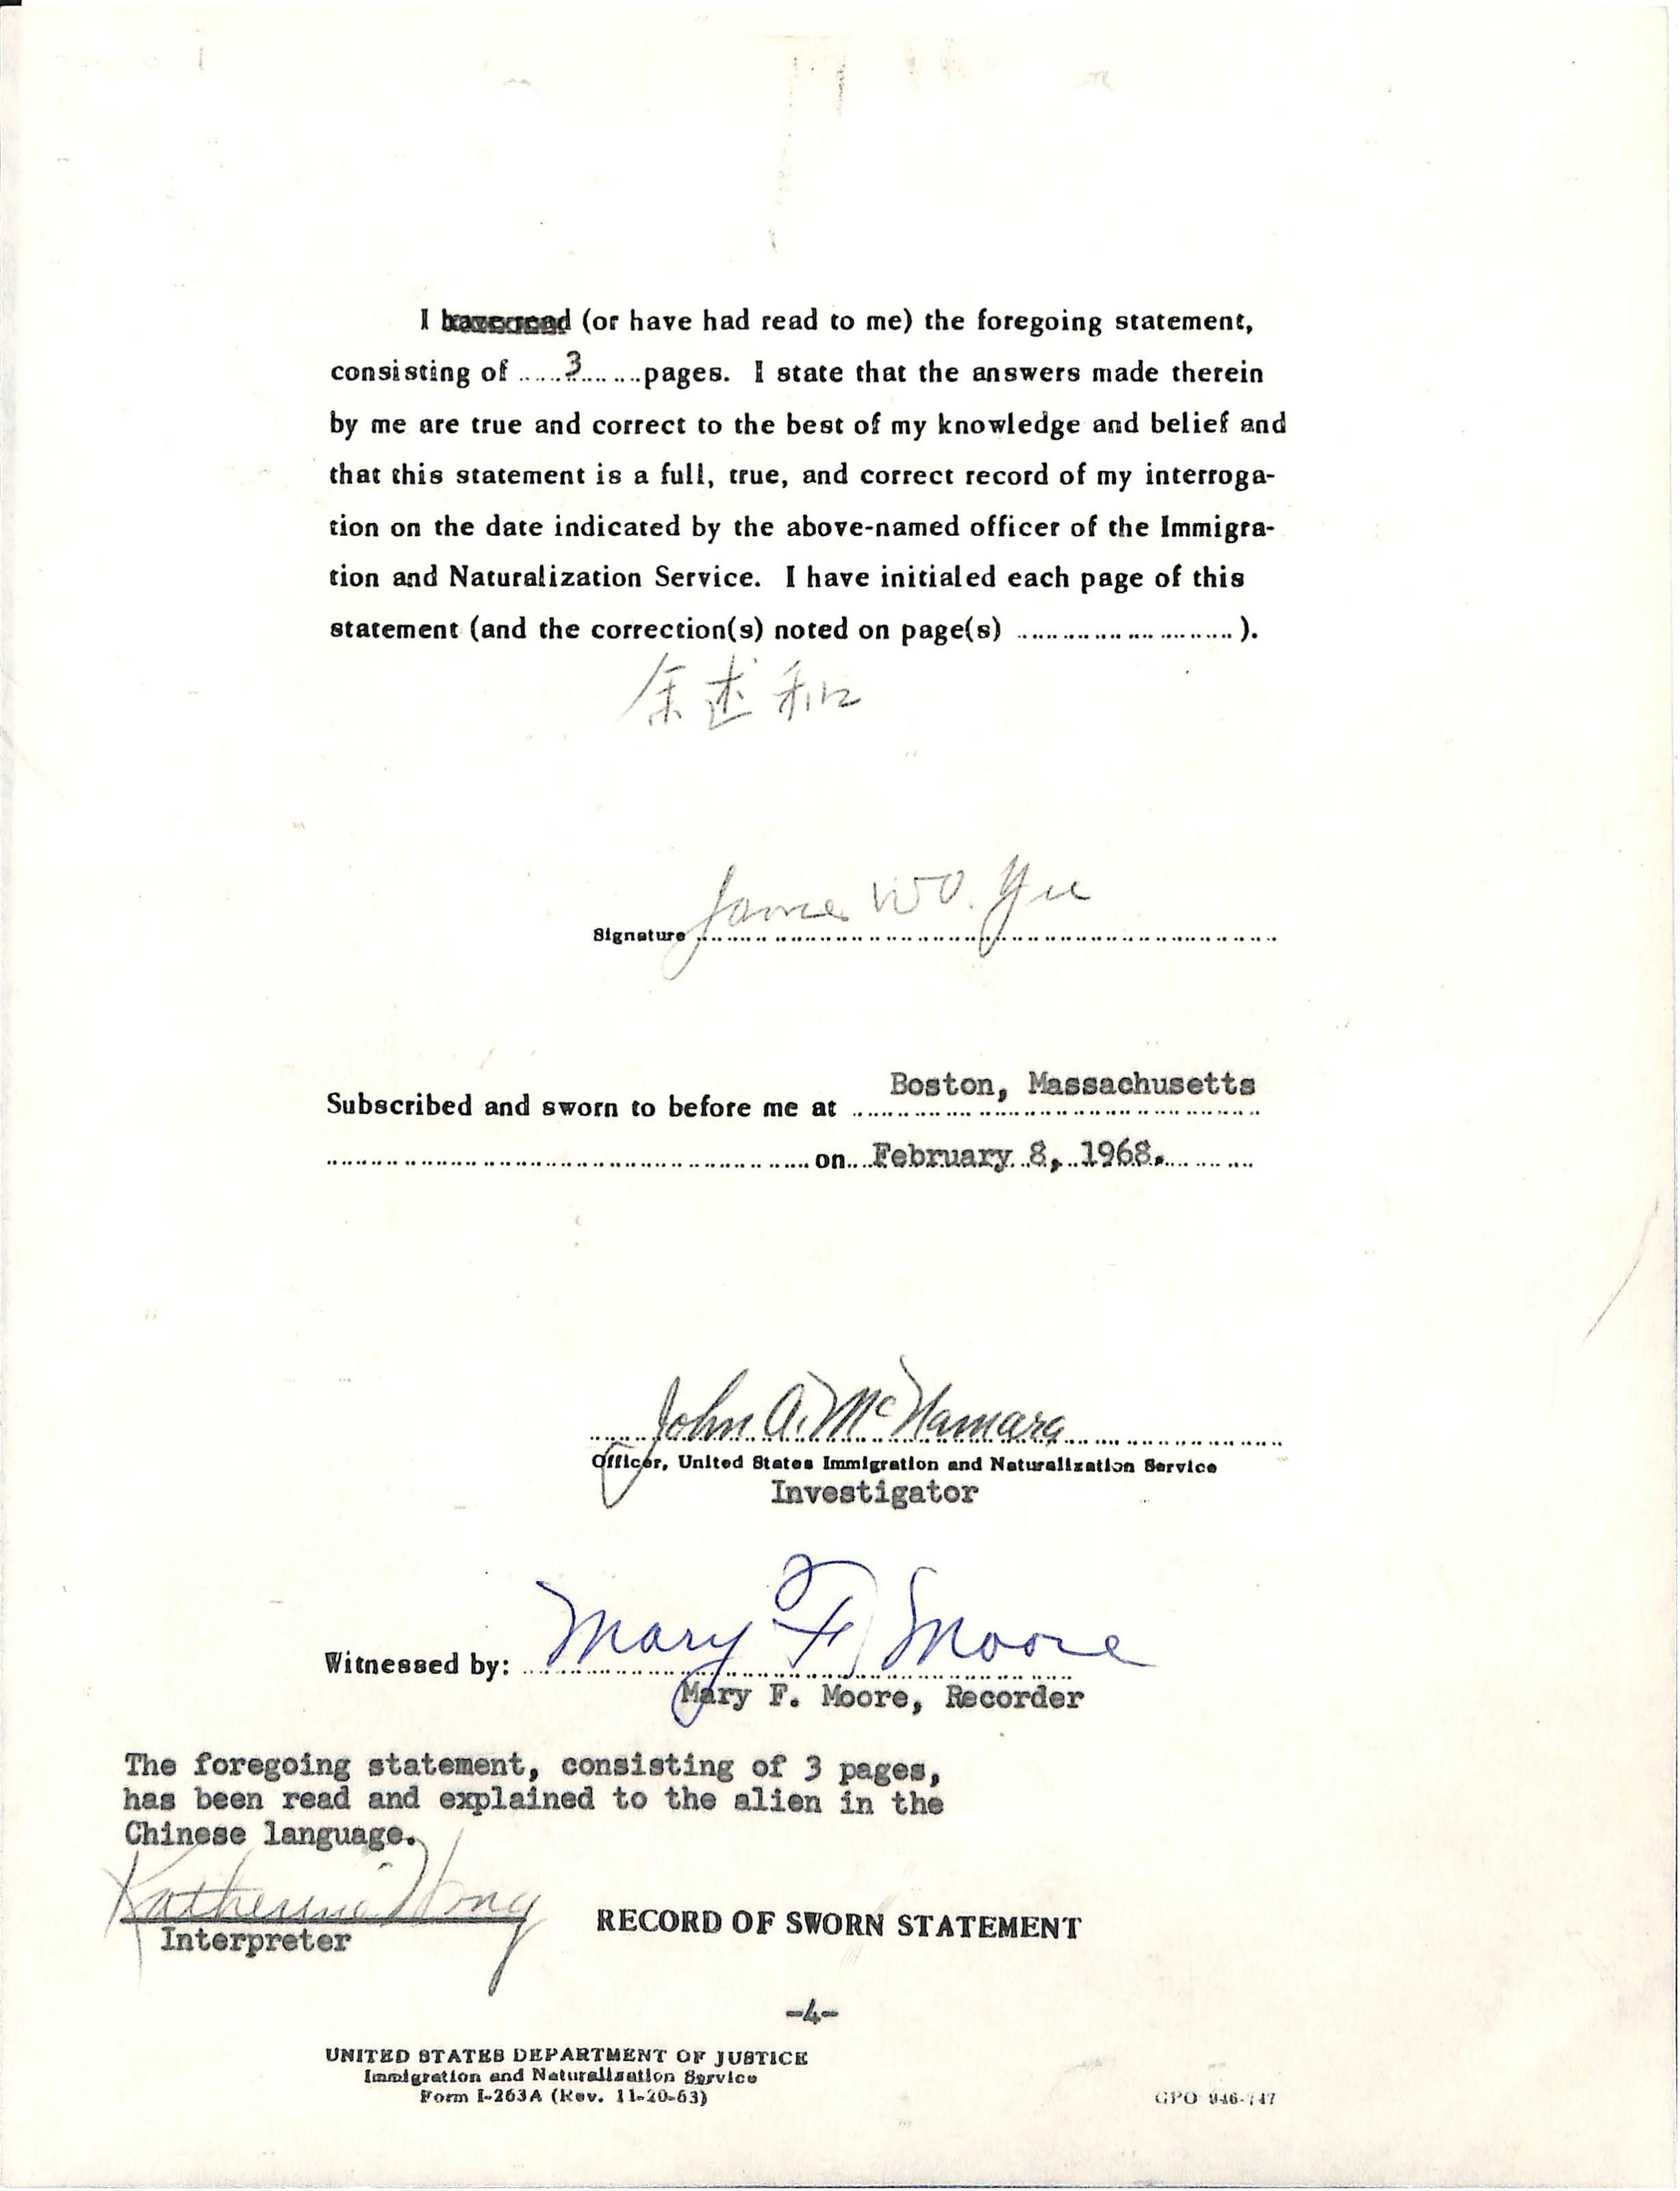 I have read (or have had read to me) the foregoing statement,
consisting of .....3....... pages. I state that the answers made therein
by me are true and correct to the best of my knowledge and belief and
that this statement is a full, true, and correct record of my interroga-
tion on the date indicated by the above-named officer of the Immigra-
tion and Naturalization Service. I have initialed each page of this
statement (and the correction(s) noted on page(s) ........................ ).
余述和
James W. Yee
Signature
Boston, Massachusetts
Subscribed and sworn to before me at
on February 8, 1968.
John A. McNamara
Officer, United States Immigration and Naturalization Service
Investigator
Mary F. Moore
Witnessed by:
Mary F. Moore, Recorder
The foregoing statement, consisting of 3 pages,
has been read and explained to the alien in the
Chinese language.
Katherine Wong
Interpreter
RECORD OF SWORN STATEMENT
-4-
UNITED STATES DEPARTMENT OF JUSTICE
Immigration and Naturalization Service
Form I-263A (Rev. 11-20-63)
GPO 946-747